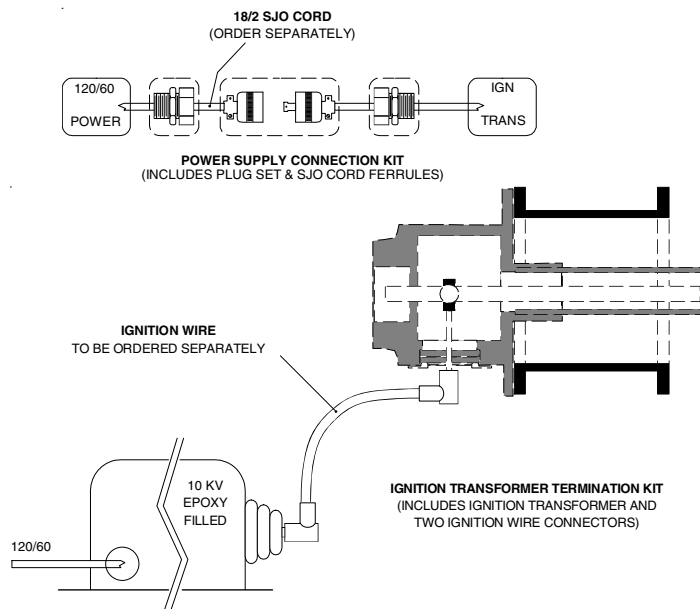 18/2 SJO CORD
(ORDER SEPARATELY)
120/60
POWER
IGN
TRANS
POWER SUPPLY CONNECTION KIT
(INCLUDES PLUG SET & SJO CORD FERRULES)
IGNITION WIRE
TO BE ORDERED SEPARATELY
10 KV
EPOXY
FILLED
120/60
IGNITION TRANSFORMER TERMINATION KIT
(INCLUDES IGNITION TRANSFORMER AND
TWO IGNITION WIRE CONNECTORS)